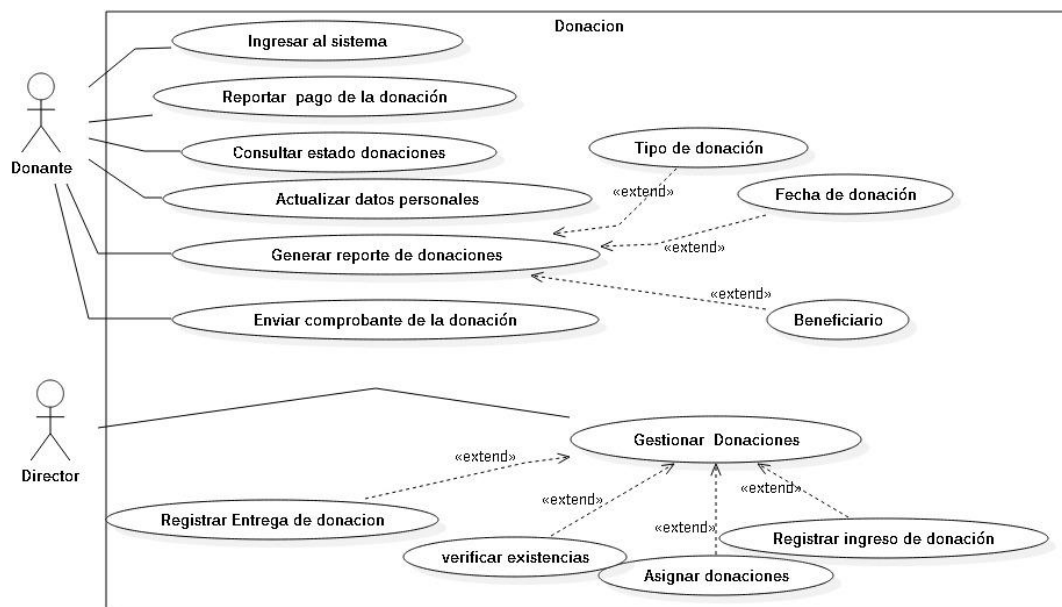 Donacion
Ingresar al sistema
Reportar pago de la donación
Donante
Consultar estado donaciones
Tipo de donación
Actualizar datos personales
«extend»
Fecha de donación
Generar reporte de donaciones
«extend»
«extend»
Enviar comprobante de la donación
Beneficiario
Director
Gestionar Donaciones
«extend»
«extend»
«extend»
«extend»
Registrar Entrega de donacion
Registrar ingreso de donación
verificar existencias
Asignar donaciones